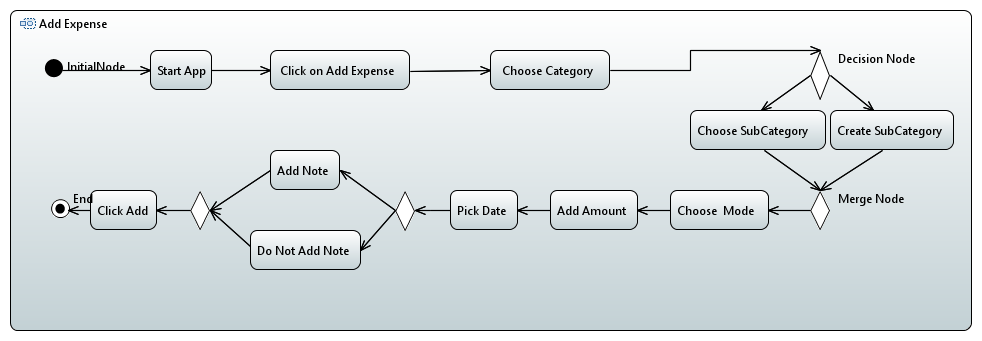 Add Expense
InitialNode
Start App
Click on Add Expense
Choose Category
Decision Node
Choose SubCategory
Create SubCategory
Add Note
End
Click Add
Pick Date
Add Amount
Choose  Mode
Merge Node
Do Not Add Note